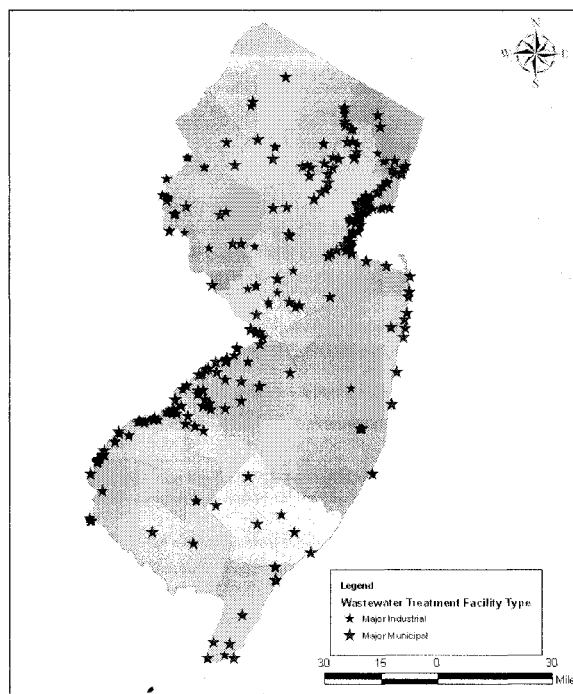 N
W
E
S
Legend
Wastewater Treatment Facility Type
Major Industrial
Major Municipal
30 15 0 30
Mile